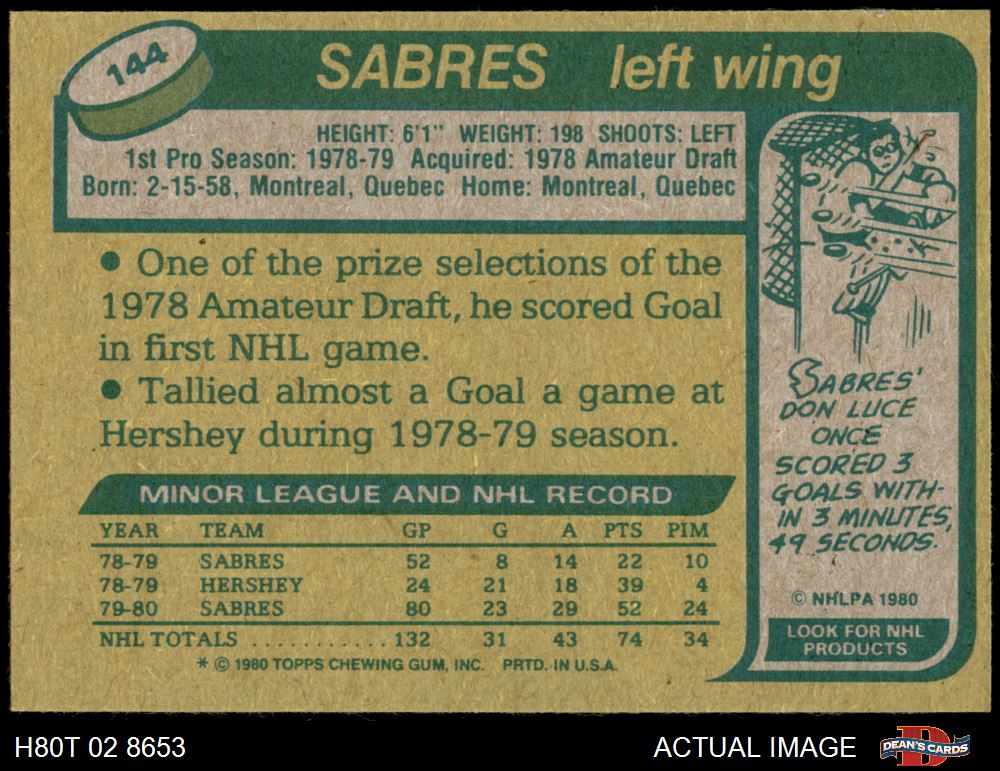 144
SABRES left wing
HEIGHT: 6'1" WEIGHT: 198 SHOOTS: LEFT
1st Pro Season: 1978-79 Acquired: 1978 Amateur Draft
Born: 2-15-58, Montreal, Quebec Home: Montreal, Quebec
● One of the prize selections of the
1978 Amateur Draft, he scored Goal
in first NHL game.
● Tallied almost a Goal a game at
Hershey during 1978-79 season.
MINOR LEAGUE AND NHL RECORD
YEAR TEAM GP G A PTS PIM
78-79 SABRES 52 8 14 22 10
78-79 HERSHEY 24 21 18 39 4
79-80 SABRES 80 23 29 52 24
NHL TOTALS ........... 132 31 43 74 34
* © 1980 TOPPS CHEWING GUM, INC. PRTD. IN U.S.A.
SABRES'
DON LUCE
ONCE
SCORED 3
GOALS WITH-
IN 3 MINUTES,
49 SECONDS.
© NHLPA 1980
LOOK FOR NHL
PRODUCTS
H80T 02 8653
ACTUAL IMAGE
DEAN'S CARDS